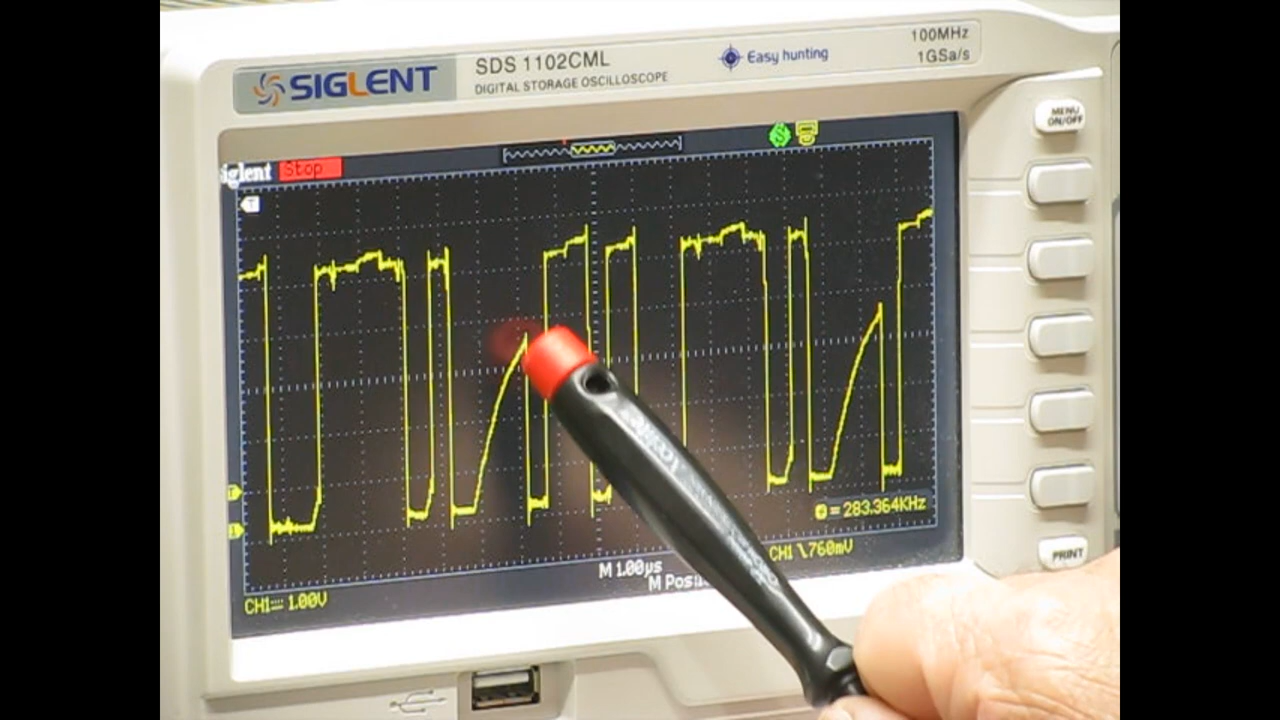 SIGLENT
SDS 1102CML
DIGITAL STORAGE OSCILLOSCOPE
Easy hunting
100MHz
1GSa/s
MENU
ON/OFF
iglent
Stop
T
= 283.364KHz
CH1 \ 760mV
M 1.00µs
M Pos:
CH1 1.00V
PRINT